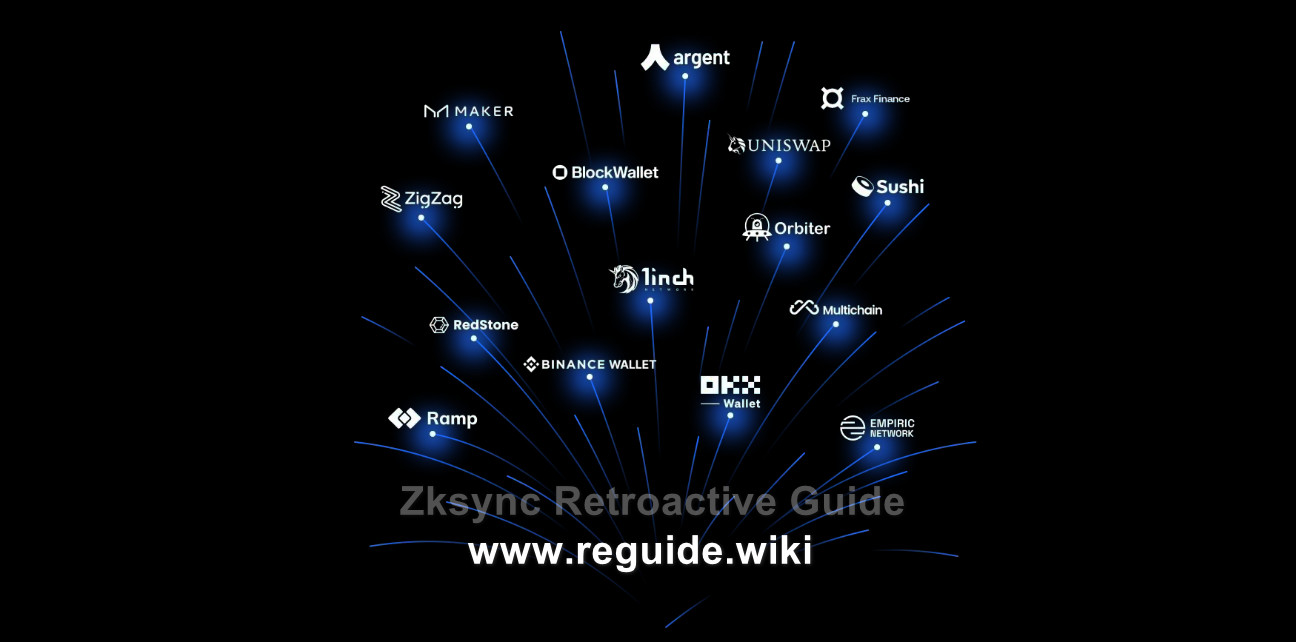 argent
Frax Finance
MAKER
UNISWAP
BlockWallet
Sushi
ZigZag
Orbiter
1inch
NETWORK
Multichain
RedStone
BINANCE WALLET
OKX
Wallet
Ramp
EMPIRIC
NETWORK
Zksync Retroactive Guide
www.reguide.wiki